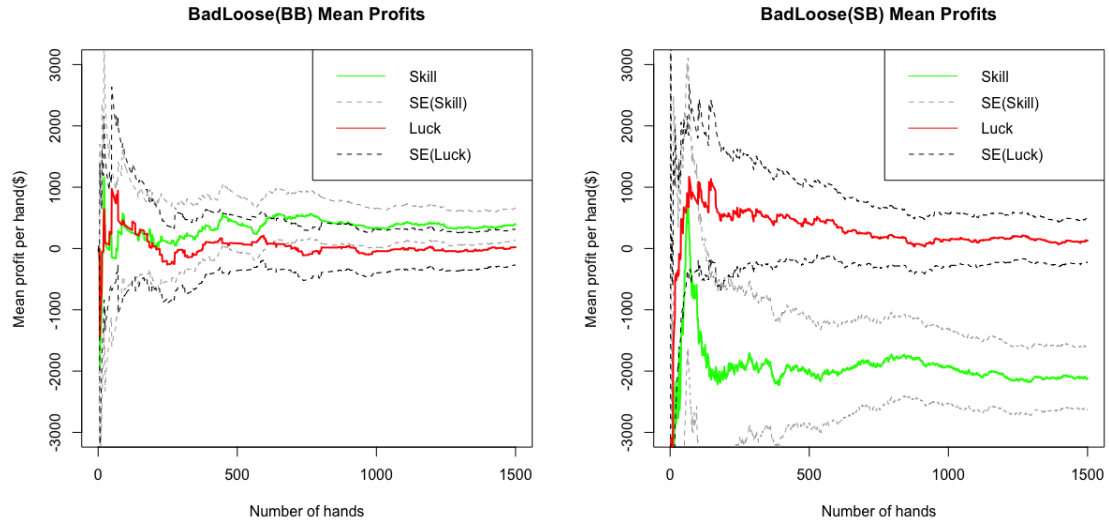 BadLoose(BB) Mean Profits
Mean profit per hand($)
3000
2000
1000
0
-1000
-2000
-3000
Skill
SE(Skill)
Luck
SE(Luck)
0 500 1000 1500
Number of hands
BadLoose(SB) Mean Profits
Mean profit per hand($)
3000
2000
1000
0
-1000
-2000
-3000
Skill
SE(Skill)
Luck
SE(Luck)
0 500 1000 1500
Number of hands